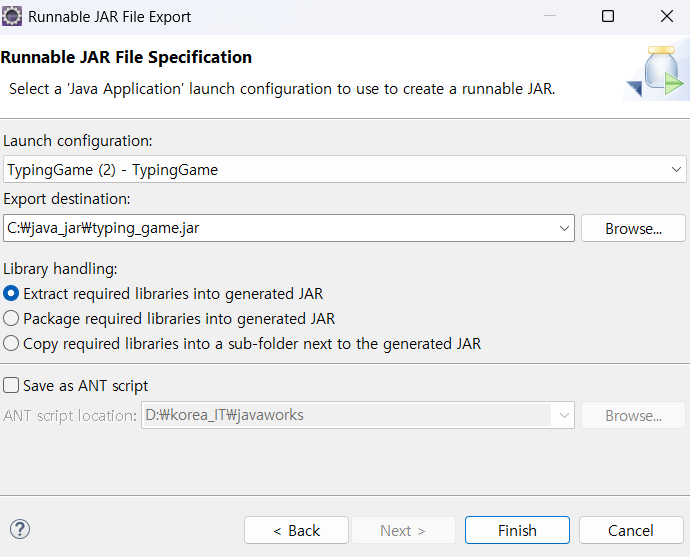 Runnable JAR File Export
Runnable JAR File Specification
Select a 'Java Application' launch configuration to use to create a runnable JAR.
Launch configuration:
TypingGame (2) - TypingGame
Export destination:
C:₩java_jar₩typing_game.jar
Browse...
Library handling:
Extract required libraries into generated JAR
Package required libraries into generated JAR
Copy required libraries into a sub-folder next to the generated JAR
Save as ANT script
ANT script location: D:₩korea_IT₩javaworks
Browse...
?
< Back Next > Finish Cancel